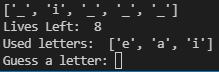 ['_', 'i', '_', '_', '_']
Lives Left:  8
Used letters:  ['e', 'a', 'i']
Guess a letter: